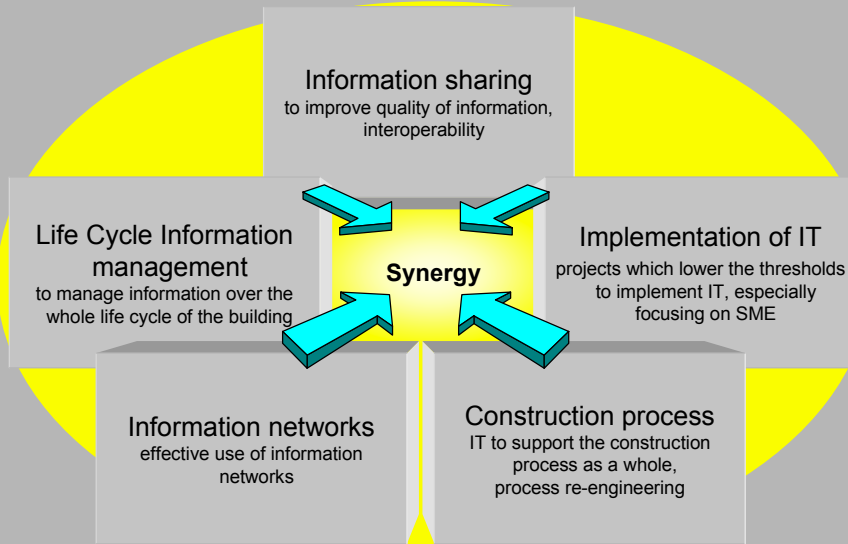 Information sharing
to improve quality of information,
interoperability
Life Cycle Information
management
to manage information over the
whole life cycle of the building
Synergy
Implementation of IT
projects which lower the thresholds
to implement IT, especially
focusing on SME
Information networks
effective use of information
networks
Construction process
IT to support the construction
process as a whole,
process re-engineering